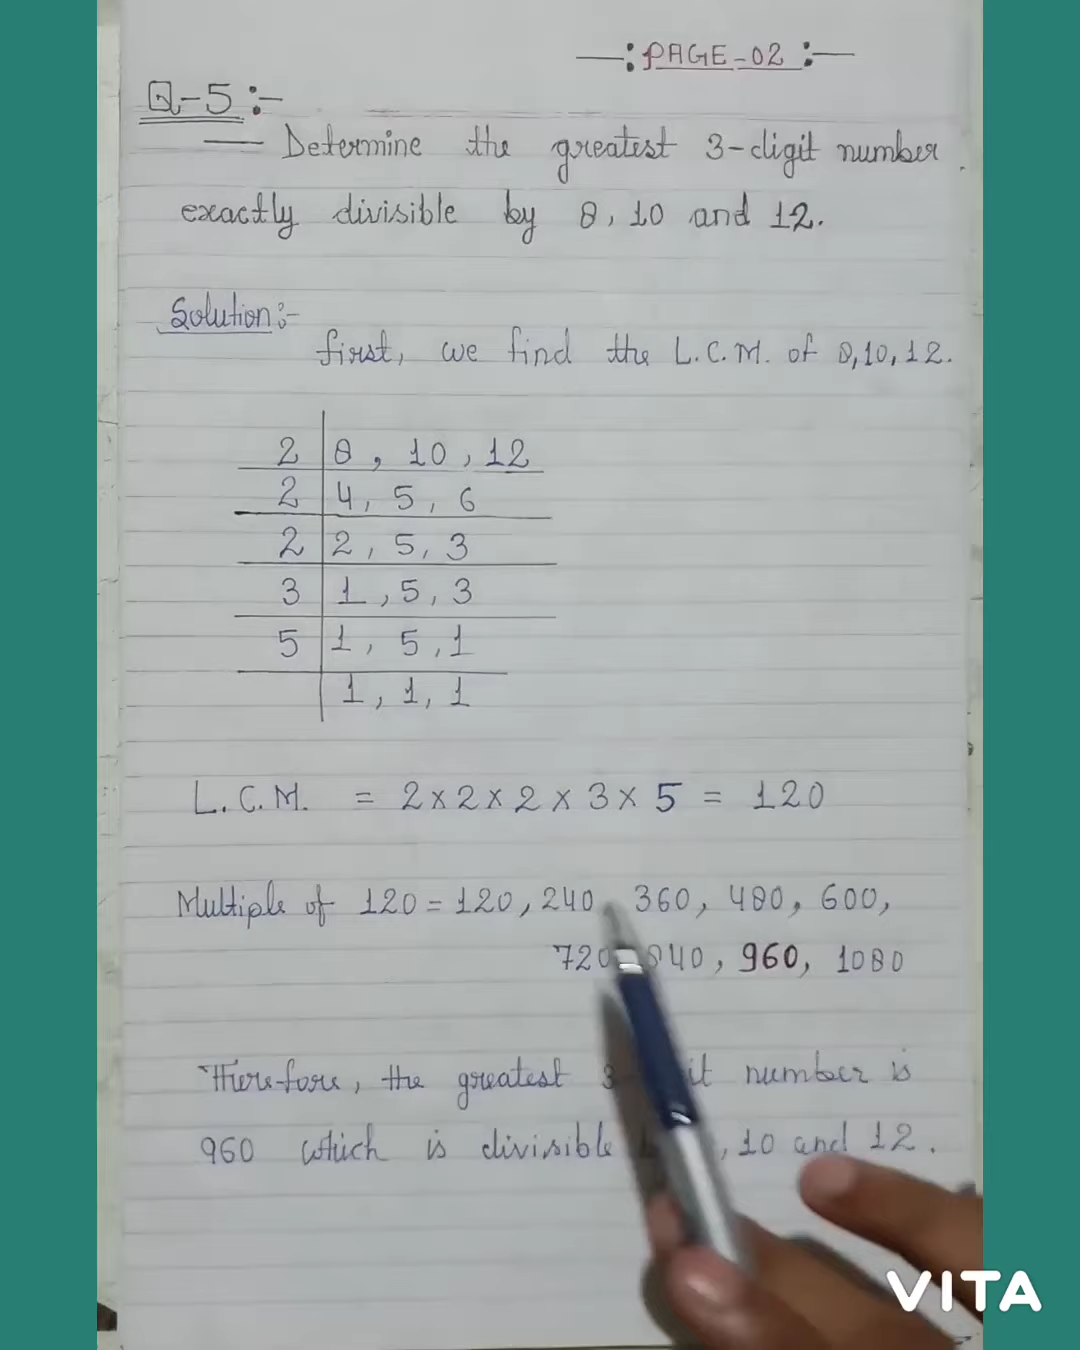 —: PAGE-02 :—
Q-5 :-
— Determine the greatest 3-digit number
exactly divisible by 8, 10 and 12.
Solution:-
first, we find the L.C.M. of 8,10,12.
2 | 8, 10, 12
2 | 4, 5, 6
2 | 2, 5, 3
3 | 1, 5, 3
5 | 1, 5, 1
| 1, 1, 1
L.C.M. = 2×2×2×3×5 = 120
Multiple of 120 = 120, 240, 360, 480, 600,
720 840, 960, 1080
Therefore, the greatest 3 number is
960 which is divisible , 10 and 12.
VITA